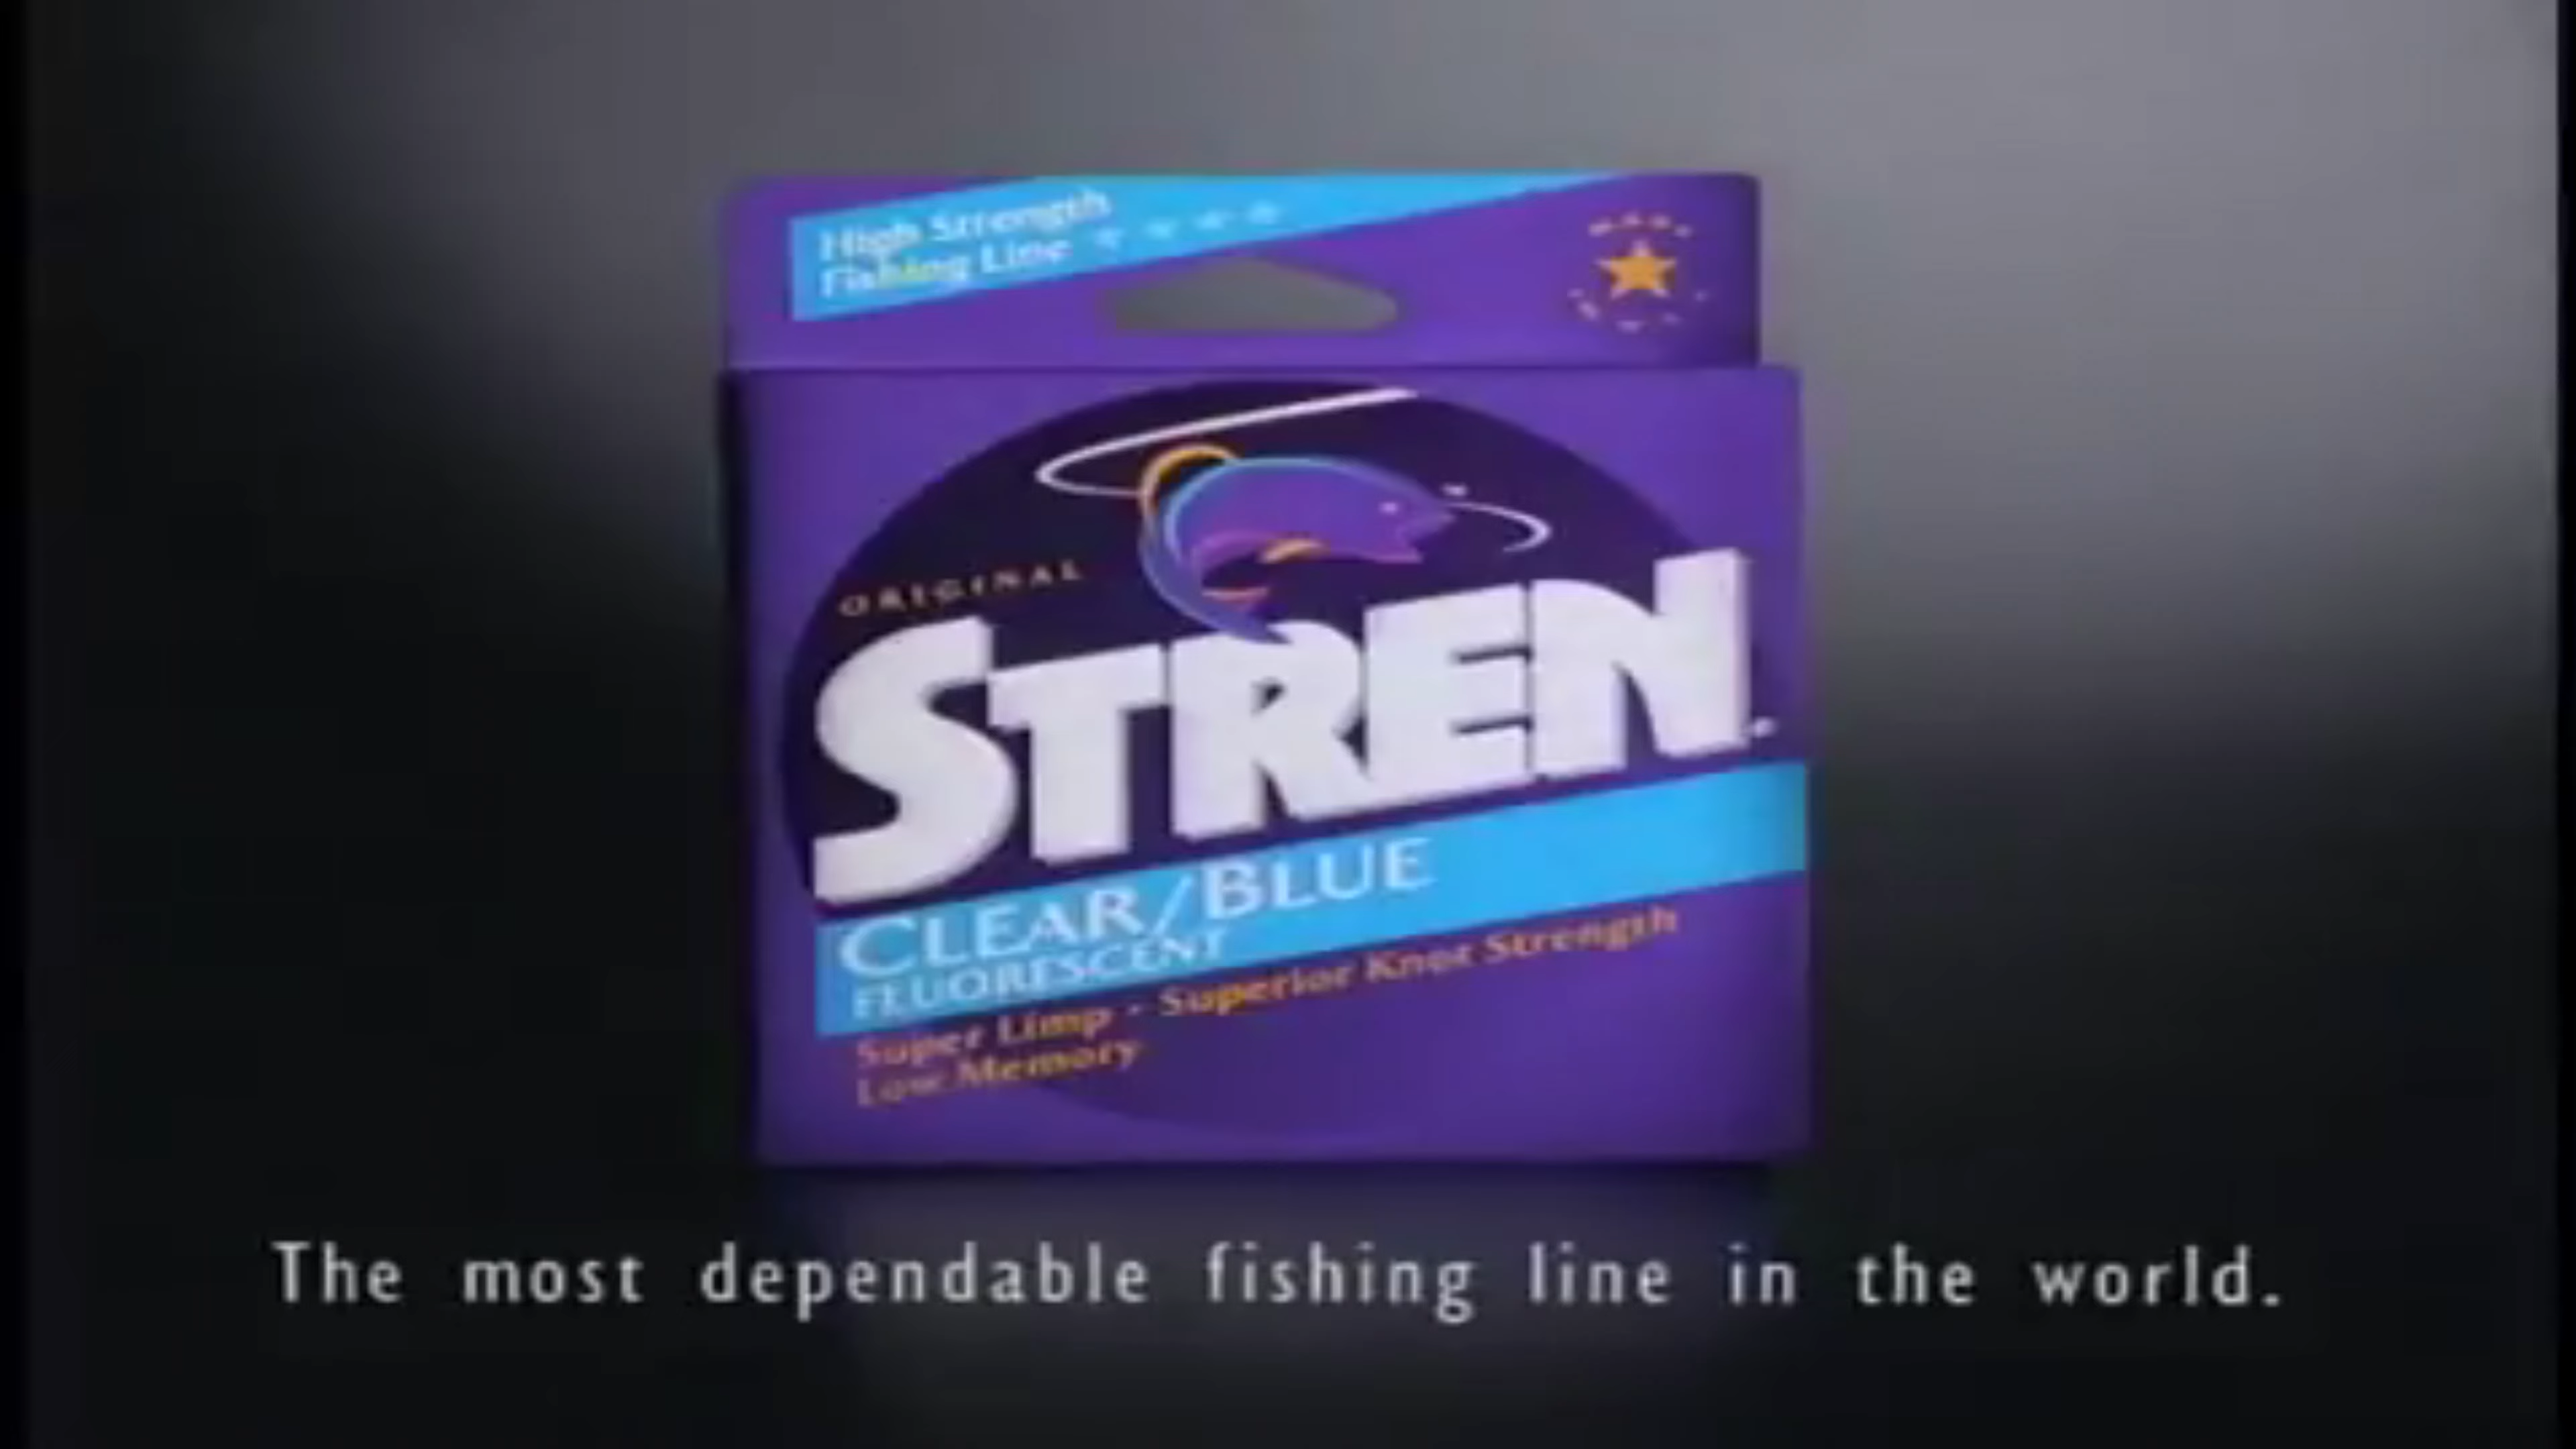 High Strength
Fishing Line
ORIGINAL
STREN
CLEAR/BLUE
FLUORESCENT
Super Limp - Superior Knot Strength
Low Memory
The most dependable fishing line in the world.